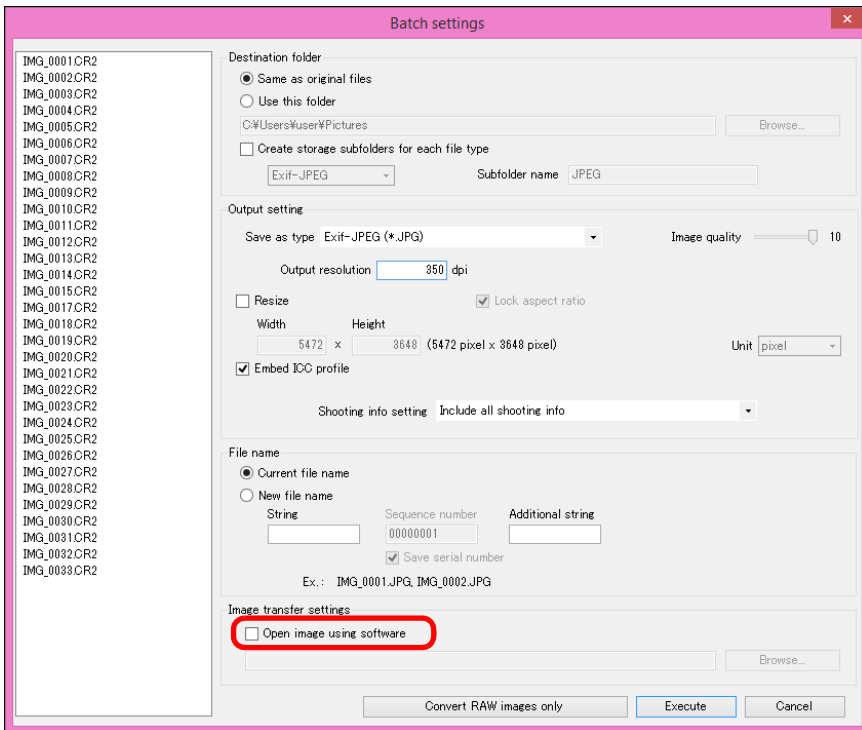 Batch settings
IMG_0001.CR2
IMG_0002.CR2
IMG_0003.CR2
IMG_0004.CR2
IMG_0005.CR2
IMG_0006.CR2
IMG_0007.CR2
IMG_0008.CR2
IMG_0009.CR2
IMG_0010.CR2
IMG_0011.CR2
IMG_0012.CR2
IMG_0013.CR2
IMG_0014.CR2
IMG_0015.CR2
IMG_0017.CR2
IMG_0018.CR2
IMG_0019.CR2
IMG_0020.CR2
IMG_0021.CR2
IMG_0022.CR2
IMG_0023.CR2
IMG_0024.CR2
IMG_0025.CR2
IMG_0026.CR2
IMG_0027.CR2
IMG_0028.CR2
IMG_0029.CR2
IMG_0030.CR2
IMG_0031.CR2
IMG_0032.CR2
IMG_0033.CR2
Destination folder
Same as original files
Use this folder
C:¥Users¥user¥Pictures Browse...
Create storage subfolders for each file type
Exif-JPEG Subfolder name JPEG
Output setting
Save as type Exif-JPEG (*.JPG) Image quality 10
Output resolution 350 dpi
Resize Lock aspect ratio
Width Height
5472 x 3648 (5472 pixel x 3648 pixel) Unit pixel
Embed ICC profile
Shooting info setting Include all shooting info
File name
Current file name
New file name
String Sequence number Additional string
00000001
Save serial number
Ex.: IMG_0001.JPG, IMG_0002.JPG
Image transfer settings
Open image using software
Browse...
Convert RAW images only Execute Cancel